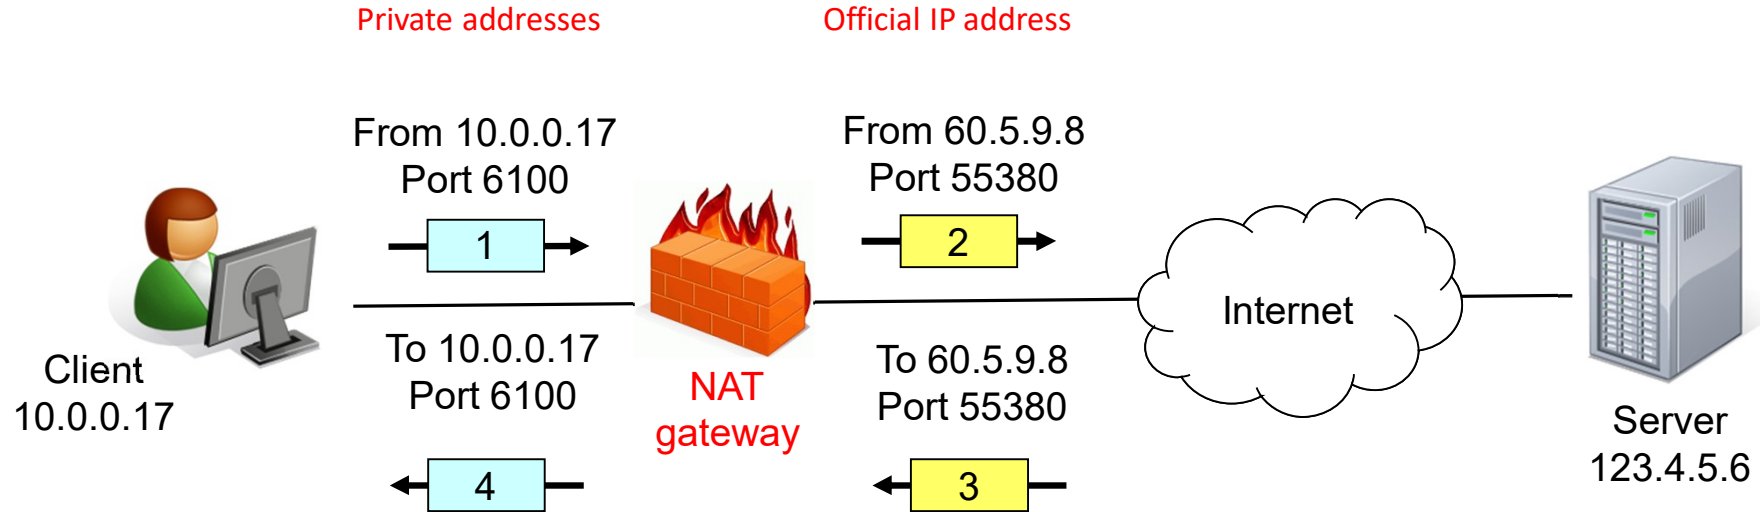 Private addresses
Official IP address
From 10.0.0.17
Port 6100
From 60.5.9.8
Port 55380
1
2
Internet
To 10.0.0.17
Port 6100
To 60.5.9.8
Port 55380
Client
10.0.0.17
NAT
gateway
Server
123.4.5.6
4
3